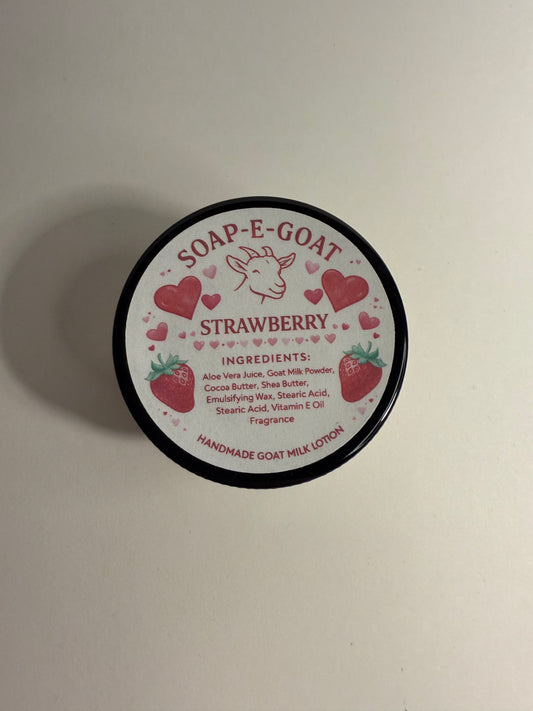 SOAP-E-GOAT
STRAWBERRY
INGREDIENTS:
Aloe Vera Juice, Goat Milk Powder,
Cocoa Butter, Shea Butter,
Emulsifying Wax, Stearic Acid,
Stearic Acid, Vitamin E Oil
Fragrance
HANDMADE GOAT MILK LOTION